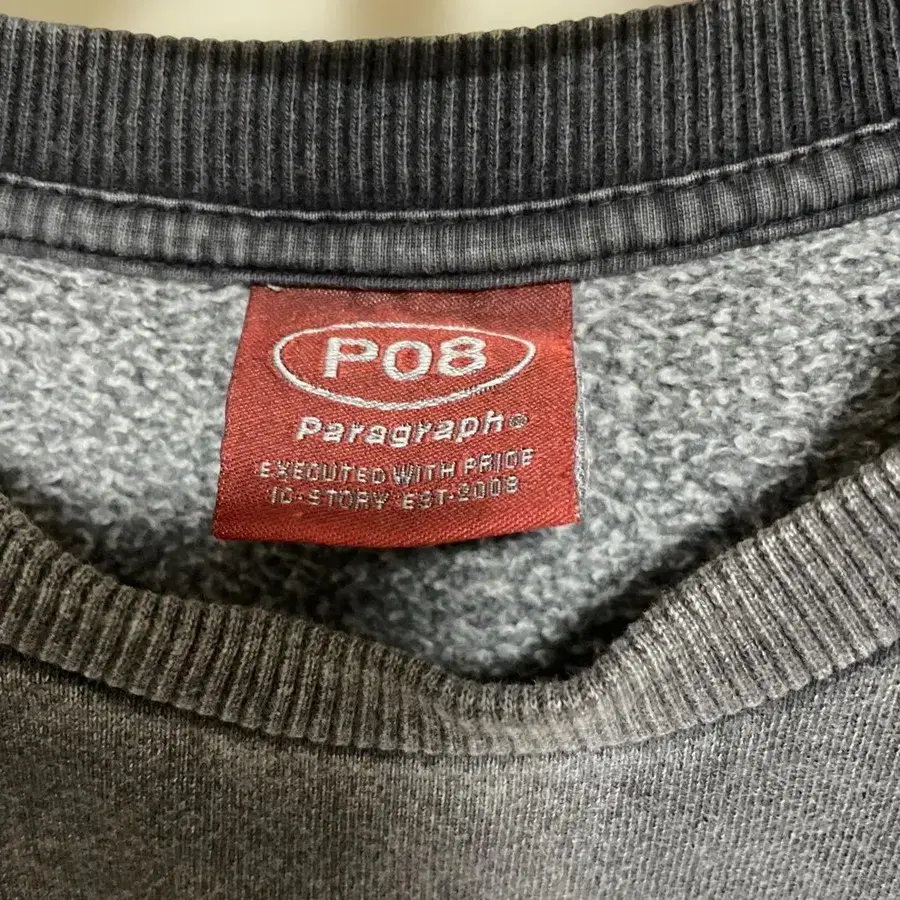 P08
Paragraph®
EXECUTED WITH PRIDE
10-STORY EST-2008